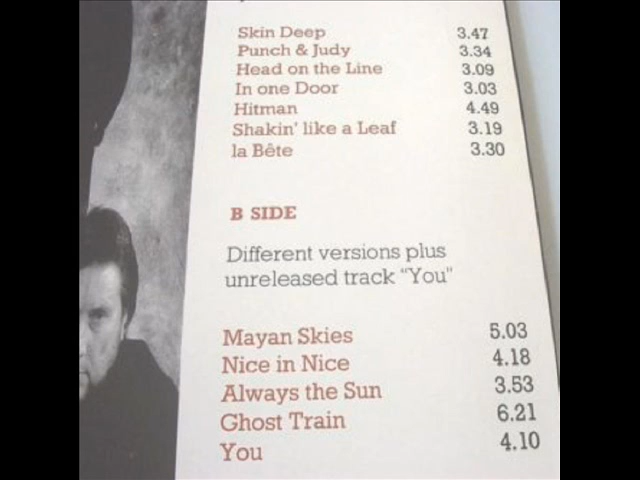 Skin Deep 3.47
Punch & Judy 3.34
Head on the Line 3.09
In one Door 3.03
Hitman 4.49
Shakin' like a Leaf 3.19
la Bête 3.30
B SIDE
Different versions plus
unreleased track "You"
Mayan Skies 5.03
Nice in Nice 4.18
Always the Sun 3.53
Ghost Train 6.21
You 4.10